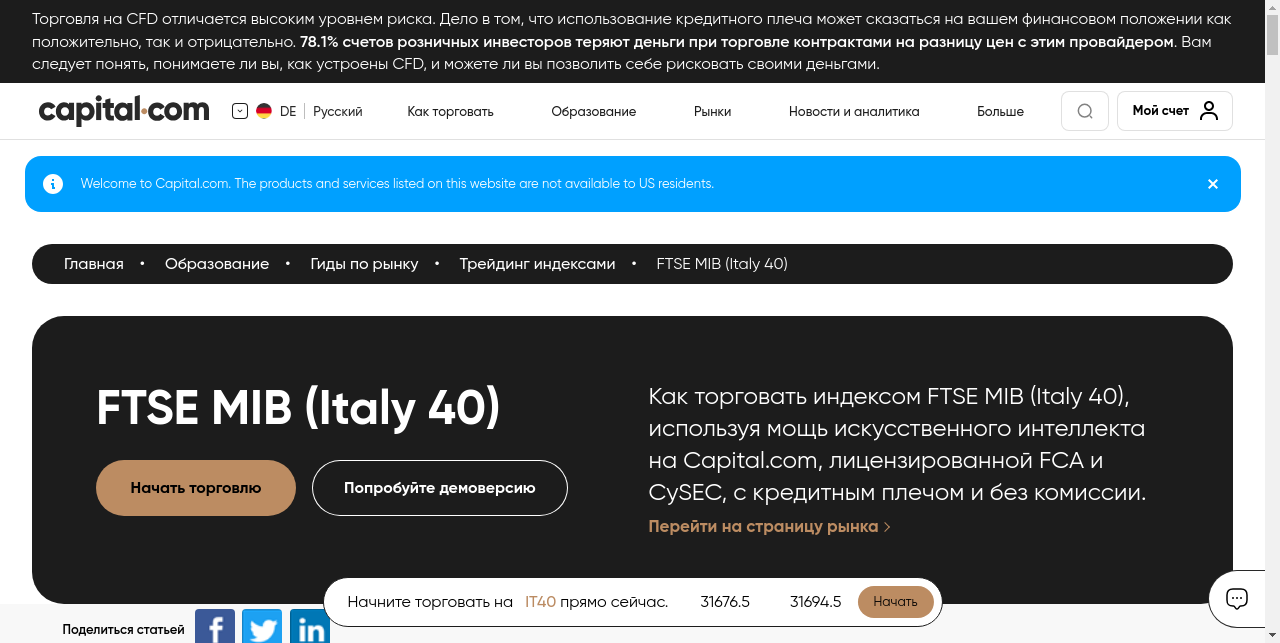 Торговля на CFD отличается высоким уровнем риска. Дело в том, что использование кредитного плеча может сказаться на вашем финансовом положении как
положительно, так и отрицательно. 78.1% счетов розничных инвесторов теряют деньги при торговле контрактами на разницу цен с этим провайдером. Вам
следует понять, понимаете ли вы, как устроены CFD, и можете ли вы позволить себе рисковать своими деньгами.
capital.com DE Русский Как торговать Образование Рынки Новости и аналитика Больше Мой счет
Welcome to Capital.com. The products and services listed on this website are not available to US residents.
Главная • Образование • Гиды по рынку • Трейдинг индексами • FTSE MIB (Italy 40)
FTSE MIB (Italy 40)
Начать торговлю Попробуйте демоверсию
Как торговать индексом FTSE MIB (Italy 40),
используя мощь искусственного интеллекта
на Capital.com, лицензированной FCA и
CySEC, с кредитным плечом и без комиссии.
Перейти на страницу рынка
Начните торговать на IT40 прямо сейчас. 31676.5 31694.5 Начать
Поделиться статьей